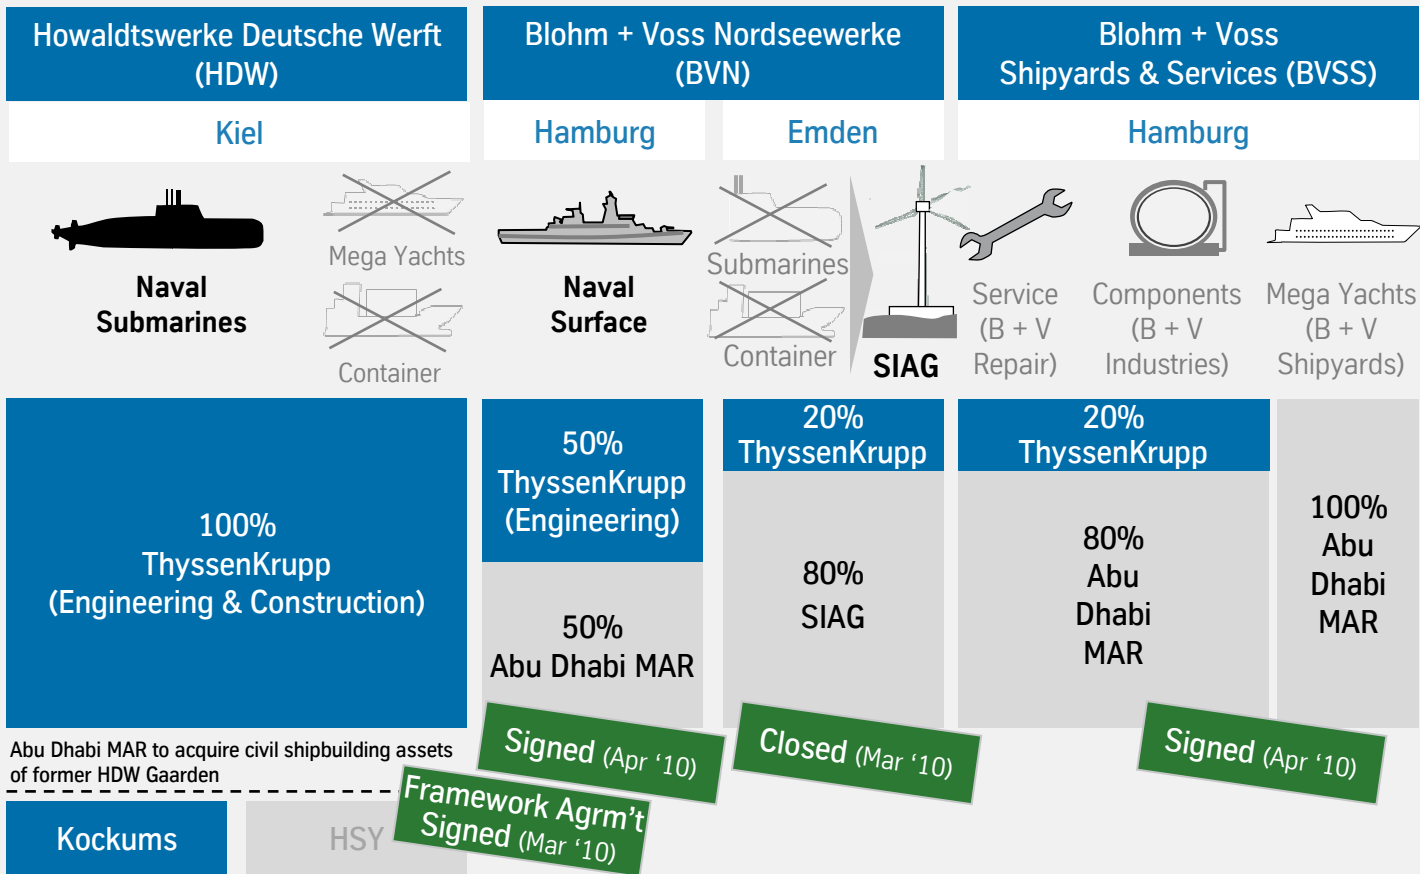 Howaldtswerke Deutsche Werft
(HDW)
Blohm + Voss Nordseewerke
(BVN)
Blohm + Voss
Shipyards & Services (BVSS)
Kiel
Hamburg
Emden
Hamburg
Naval
Submarines
Mega Yachts
Container
Naval
Surface
Submarines
Container
SIAG
Service
(B + V
Repair)
Components
(B + V
Industries)
Mega Yachts
(B + V
Shipyards)
100%
ThyssenKrupp
(Engineering & Construction)
50%
ThyssenKrupp
(Engineering)
50%
Abu Dhabi MAR
20%
ThyssenKrupp
80%
SIAG
20%
ThyssenKrupp
80%
Abu
Dhabi
MAR
100%
Abu
Dhabi
MAR
Signed (Apr ‘10)
Closed (Mar ‘10)
Signed (Apr ‘10)
Abu Dhabi MAR to acquire civil shipbuilding assets
of former HDW Gaarden
Framework Agrm’t
Signed (Mar ‘10)
Kockums
HSY